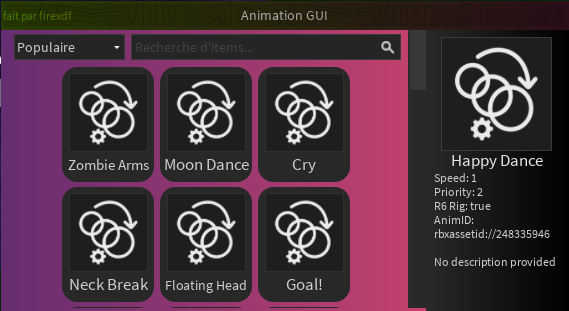 fait par firexdf
Animation GUI
Populaire
Recherche d'items...
Zombie Arms
Moon Dance
Cry
Neck Break
Floating Head
Goal!
Happy Dance
Speed: 1
Priority: 2
R6 Rig: true
AnimID:
rbxassetid://248335946
No description provided